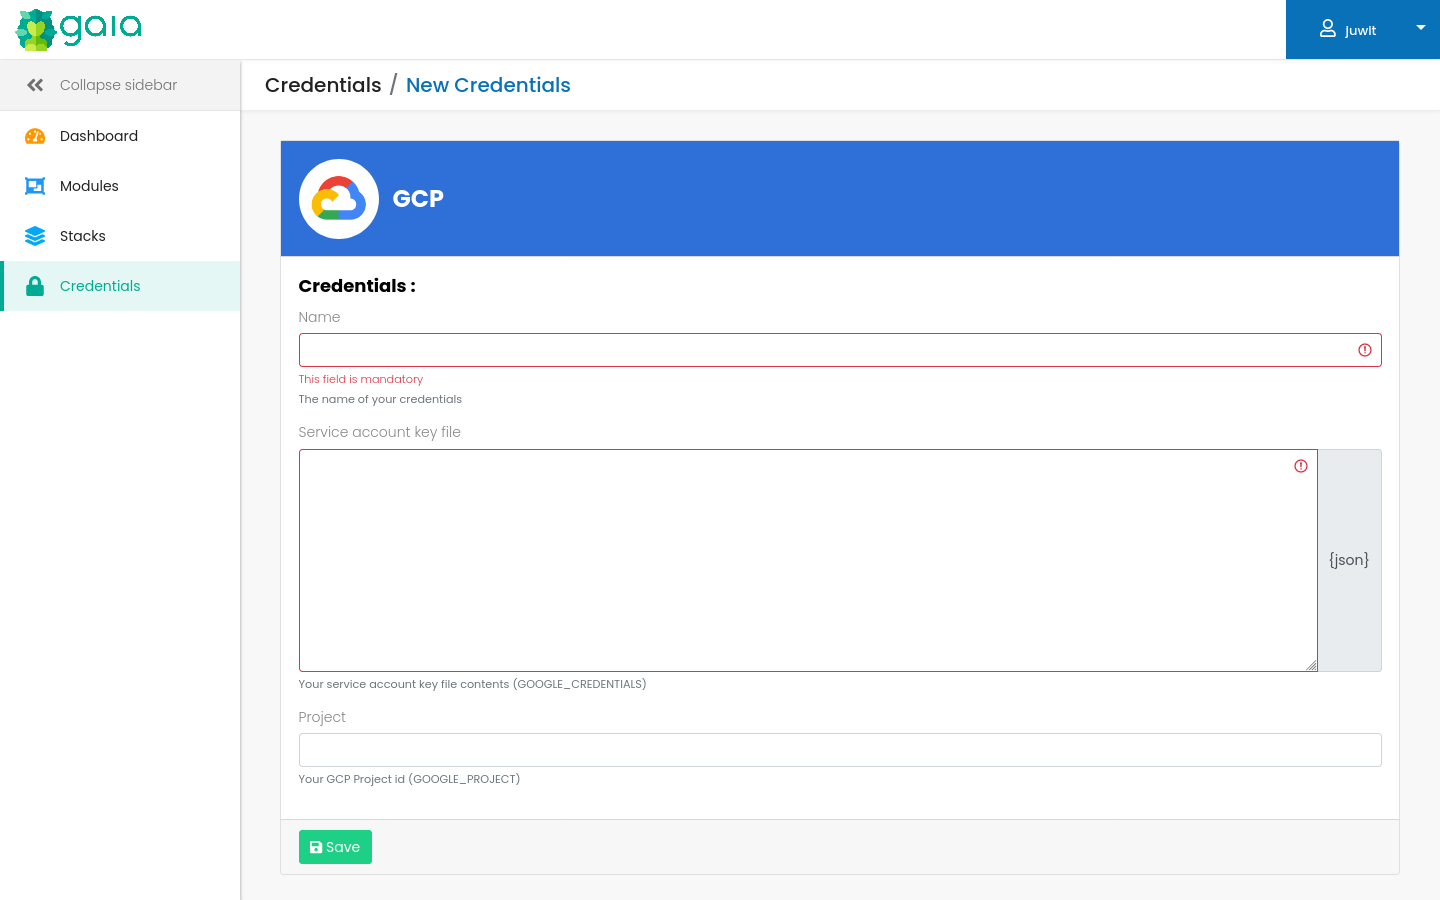 gaia
juwit
Collapse sidebar
Credentials / New Credentials
Dashboard
Modules
Stacks
Credentials
GCP
Credentials :
Name
This field is mandatory
The name of your credentials
Service account key file
{json}
Your service account key file contents (GOOGLE_CREDENTIALS)
Project
Your GCP Project id (GOOGLE_PROJECT)
Save